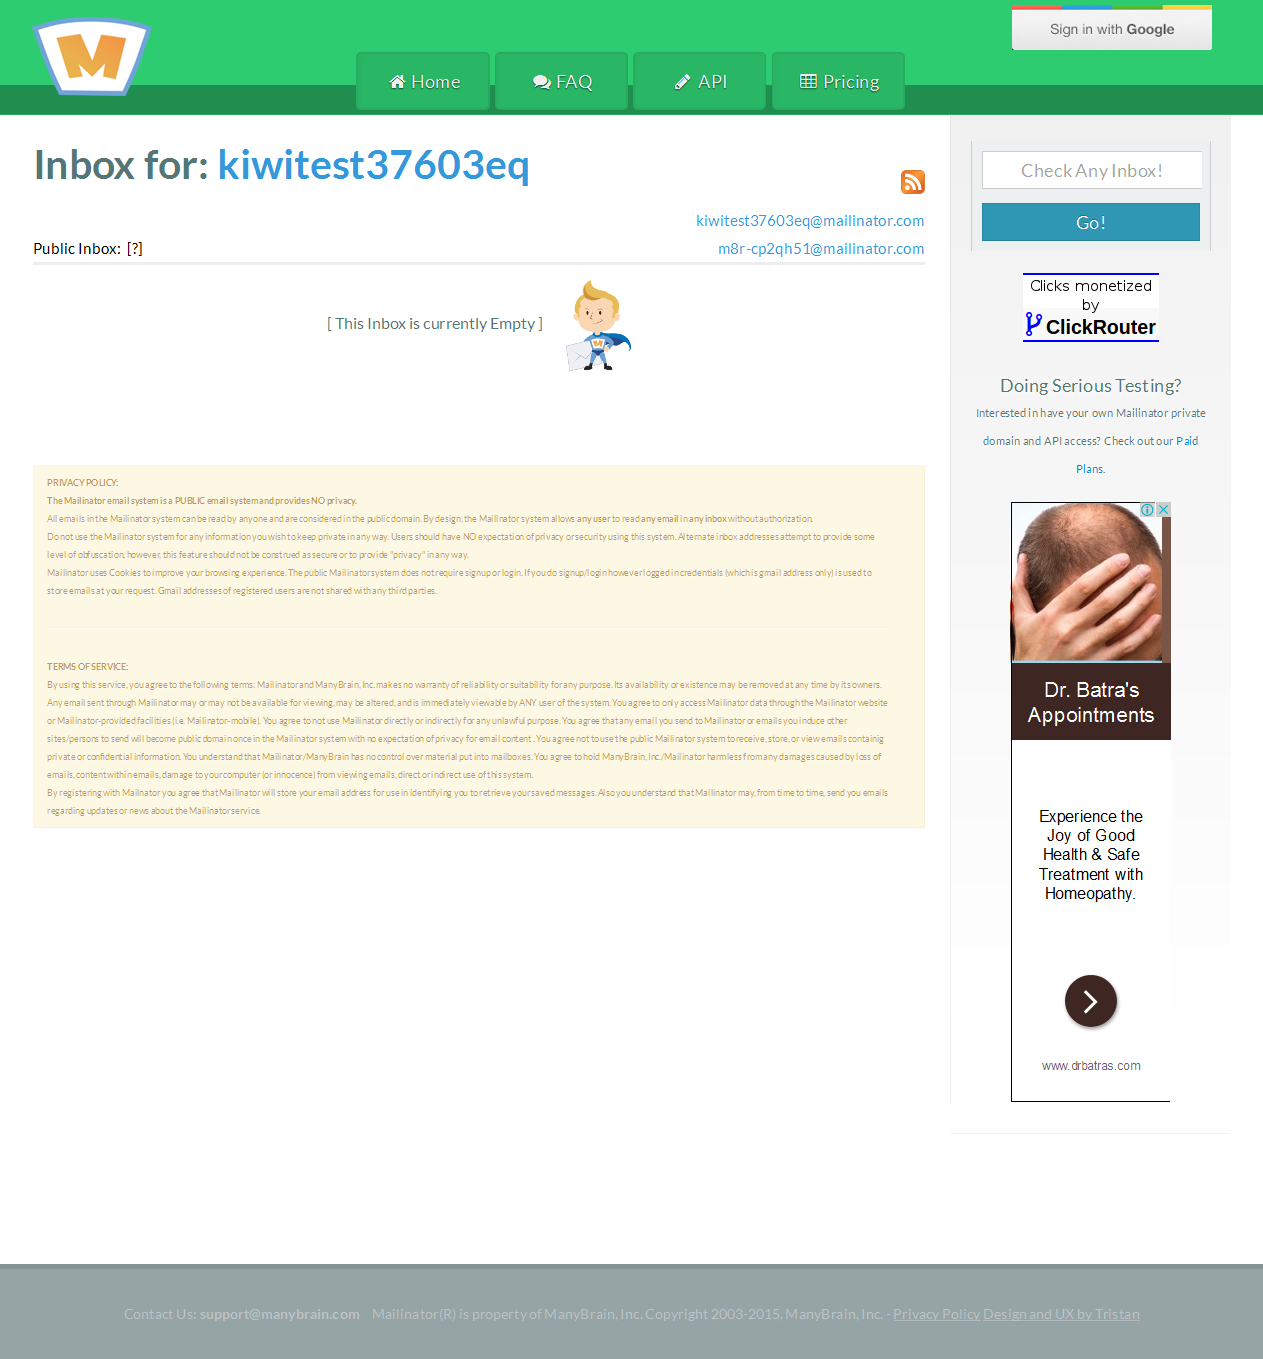 M
Sign in with Google
Home
FAQ
API
Pricing
Inbox for: kiwitest37603eq
kiwitest37603eq@mailinator.com
Public Inbox: [?]
m8r-cp2qh51@mailinator.com
[ This Inbox is currently Empty ]
M
PRIVACY POLICY:
The Mailinator email system is a PUBLIC email system and provides NO privacy.
All emails in the Mailinator system can be read by anyone and are considered in the public domain. By design, the Mailinator system allows any user to read any email in any inbox without authorization.
Do not use the Mailinator system for any information you wish to keep private in any way. Users should have NO expectation of privacy or security using this system. Alternate inbox addresses attempt to provide some
level of obfuscation, however, this feature should not be construed as secure or to provide "privacy" in any way.
Mailinator uses Cookies to improve your browsing experience. The public Mailinator system does not require signup or login. If you do signup/login however logged in credentials (which is gmail address only) is used to
store emails at your request. Gmail addresses of registered users are not shared with any third parties.
TERMS OF SERVICE:
By using this service, you agree to the following terms: Mailinator and ManyBrain, Inc. makes no warranty of reliability or suitability for any purpose. Its availability or existence may be removed at any time by its owners.
Any email sent through Mailinator may or may not be available for viewing, may be altered, and is immediately viewable by ANY user of the system. You agree to only access Mailinator data through the Mailinator website
or Mailinator-provided facilities (i.e. Mailinator-mobile). You agree to not use Mailinator directly or indirectly for any unlawful purpose. You agree that any email you send to Mailinator or emails you induce other
sites/persons to send will become public domain once in the Mailinator system with no expectation of privacy for email content . You agree not to use the public Mailinator system to receive, store, or view emails containig
private or confidential information. You understand that Mailinator/ManyBrain has no control over material put into mailboxes. You agree to hold ManyBrain, Inc./Mailinator harmless from any damages caused by loss of
emails, content within emails, damage to your computer (or innocence) from viewing emails, direct or indirect use of this system.
By registering with Mailnator you agree that Mailinator will store your email address for use in identifying you to retrieve your saved messages. Also you understand that Mailinator may, from time to time, send you emails
regarding updates or news about the Mailinator service.
Check Any Inbox!
Go!
Clicks monetized
by
ClickRouter
Doing Serious Testing?
Interested in have your own Mailinator private
domain and API access? Check out our Paid
Plans.
Dr. Batra's
Appointments
Experience the
Joy of Good
Health & Safe
Treatment with
Homeopathy.
www.drbatras.com
Contact Us: support@manybrain.com Mailinator(R) is property of ManyBrain, Inc. Copyright 2003-2015, ManyBrain, Inc. - Privacy Policy Design and UX by Tristan